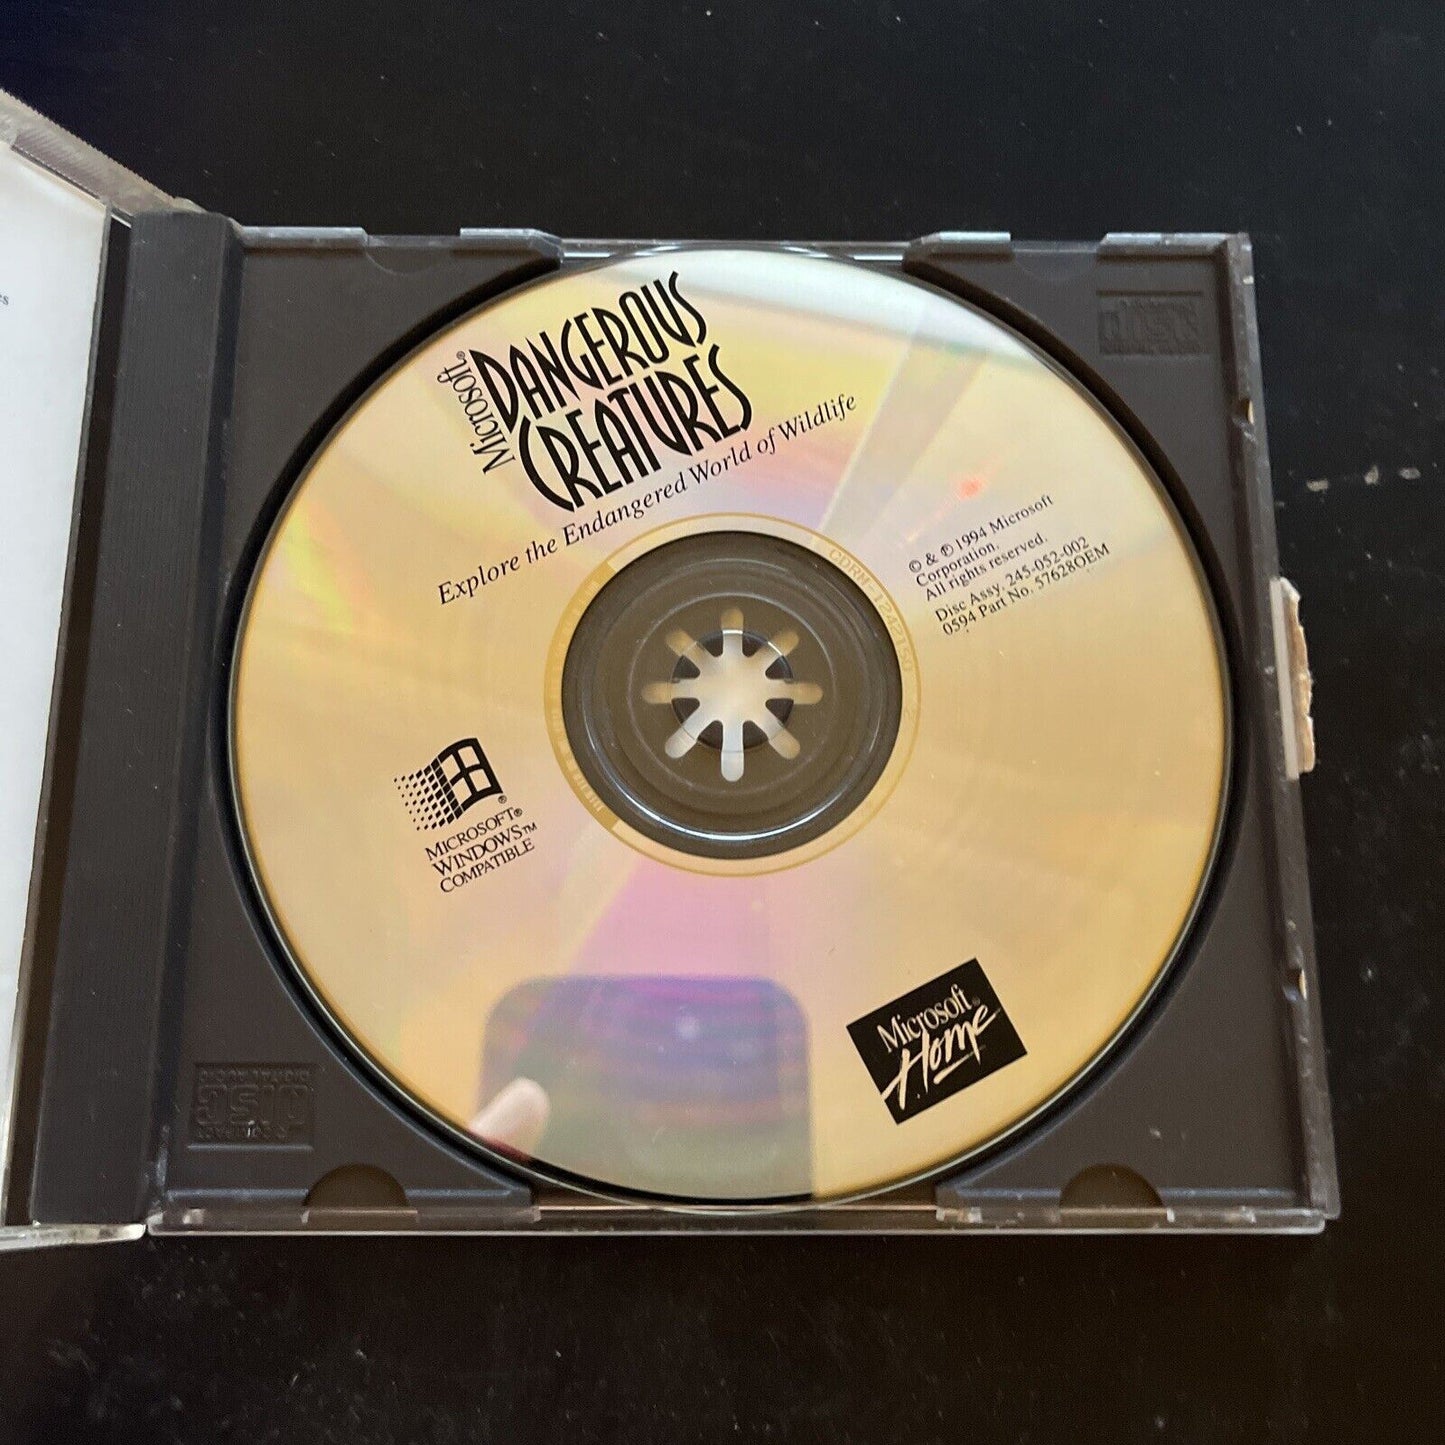 Microsoft®
DANGEROUS
CREATURES
Explore the Endangered World of Wildlife
© & ℗ 1994 Microsoft
Corporation.
All rights reserved.
Disc Assy. 245-052-002
0594 Part No. 57628OEM
MICROSOFT®
WINDOWS™
COMPATIBLE
Microsoft®
Home